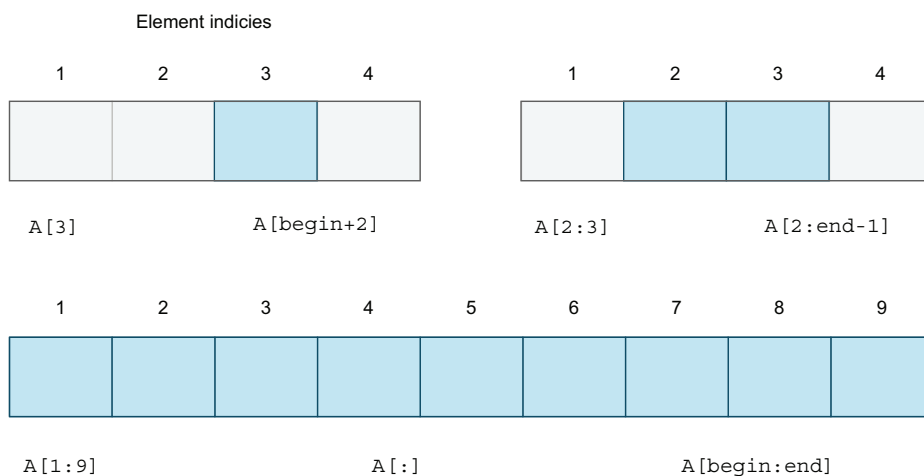 Element indicies
1 2 3 4 1 2 3 4
A[3] A[begin+2] A[2:3] A[2:end-1]
1 2 3 4 5 6 7 8 9
A[1:9] A[:] A[begin:end]